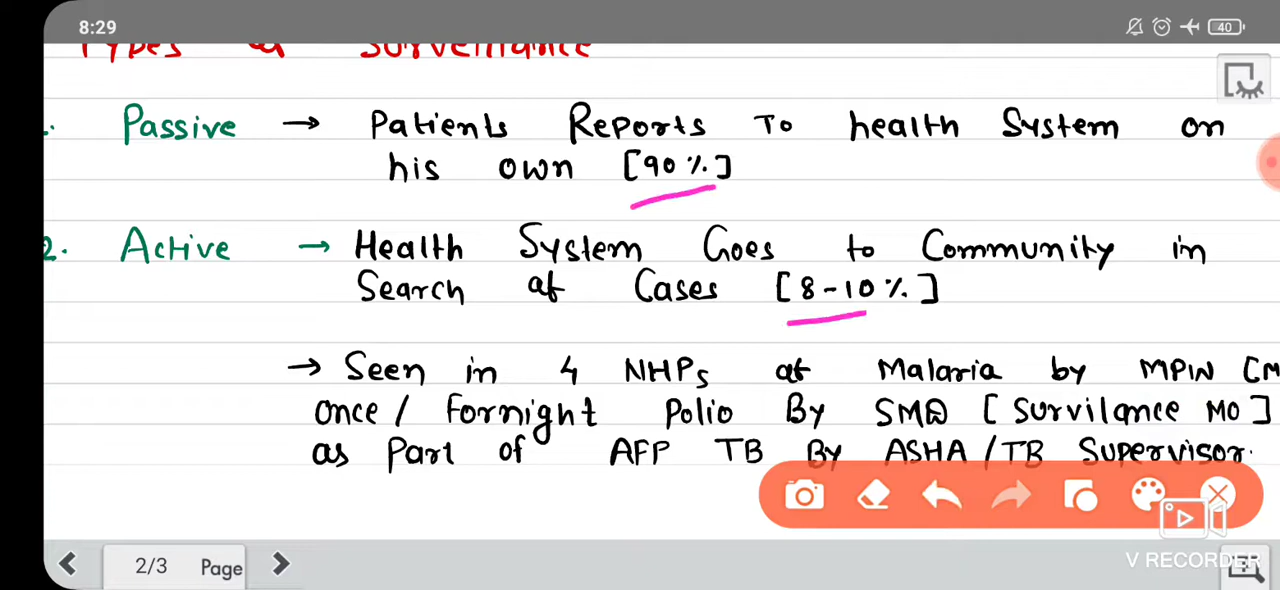 8:29
40
Types of Surveillance
Passive → Patients Reports To health System on
his own [90%]
2. Active → Health System Goes to Community in
Search of Cases [8-10%]
→ Seen in 4 NHPs of Malaria by MPW [M
once / Fornight Polio By SMO [Survilance MO]
as Part of AFP TB By ASHA/TB Supervisor.
V RECORDER
2/3 Page